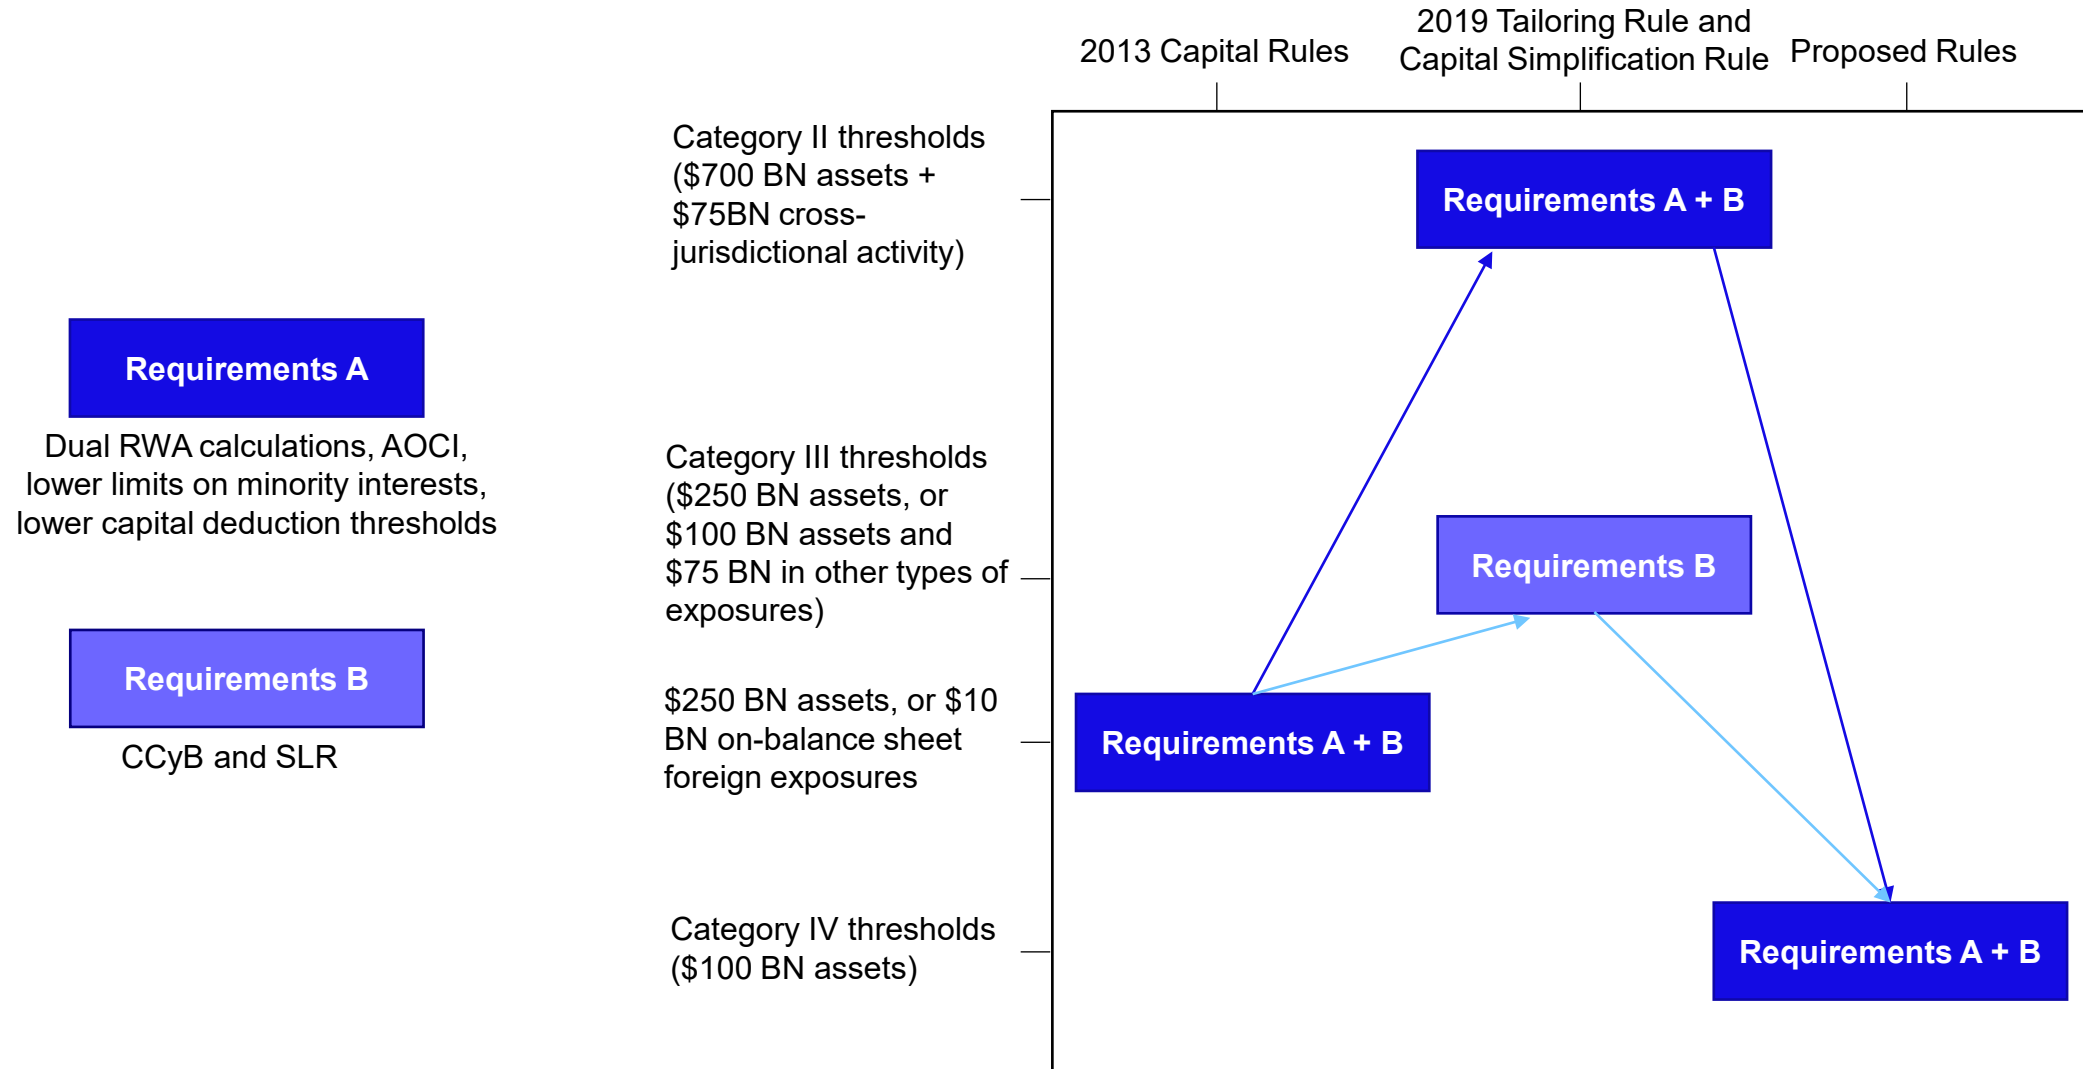 2013 Capital Rules
2019 Tailoring Rule and
Capital Simplification Rule
Proposed Rules
Category II thresholds
($700 BN assets +
$75BN cross-
jurisdictional activity)
Requirements A + B
Requirements A
Dual RWA calculations, AOCI,
lower limits on minority interests,
lower capital deduction thresholds
Category III thresholds
($250 BN assets, or
$100 BN assets and
$75 BN in other types of
exposures)
Requirements B
Requirements B
CCyB and SLR
$250 BN assets, or $10
BN on-balance sheet
foreign exposures
Requirements A + B
Category IV thresholds
($100 BN assets)
Requirements A + B